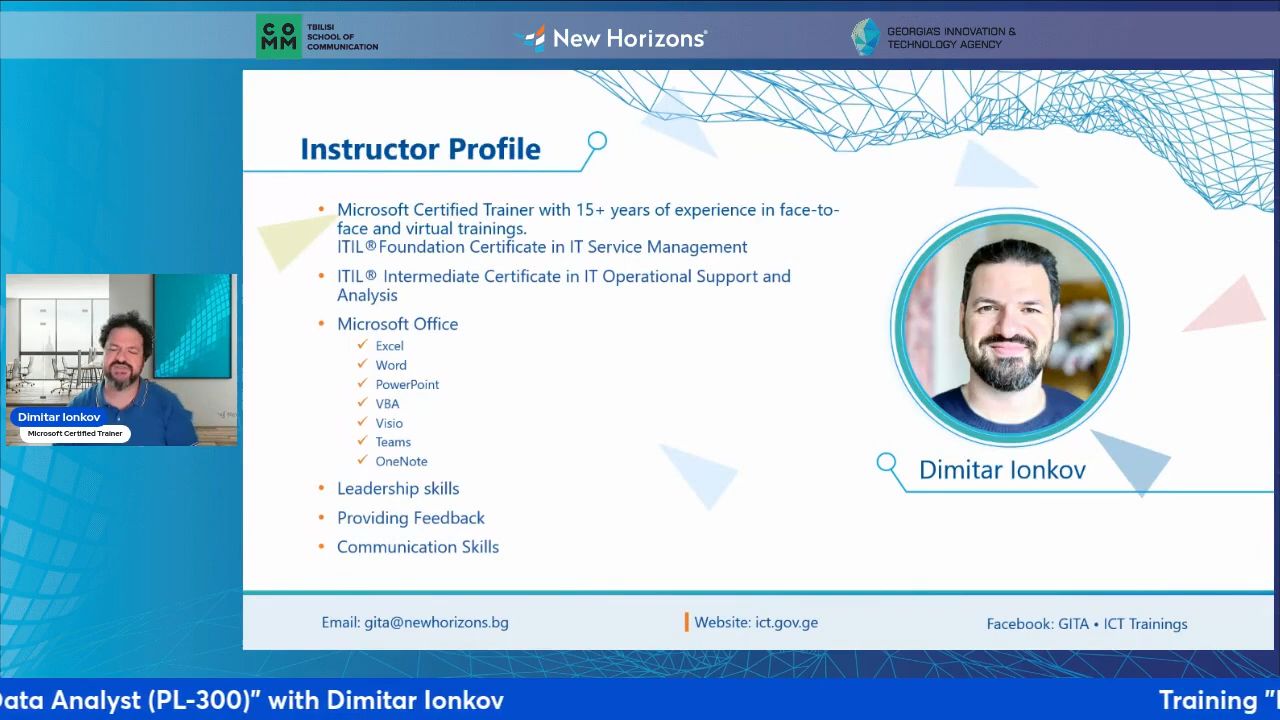 COMM
TBILISI
SCHOOL OF
COMMUNICATION
New Horizons®
GEORGIA'S INNOVATION &
TECHNOLOGY AGENCY
Instructor Profile
• Microsoft Certified Trainer with 15+ years of experience in face-to-
face and virtual trainings.
ITIL® Foundation Certificate in IT Service Management
• ITIL® Intermediate Certificate in IT Operational Support and
Analysis
• Microsoft Office
✓ Excel
✓ Word
✓ PowerPoint
✓ VBA
✓ Visio
✓ Teams
✓ OneNote
• Leadership skills
• Providing Feedback
• Communication Skills
Dimitar Ionkov
Dimitar Ionkov
Microsoft Certified Trainer
Email: gita@newhorizons.bg
Website: ict.gov.ge
Facebook: GITA • ICT Trainings
Data Analyst (PL-300)" with Dimitar Ionkov
Training "